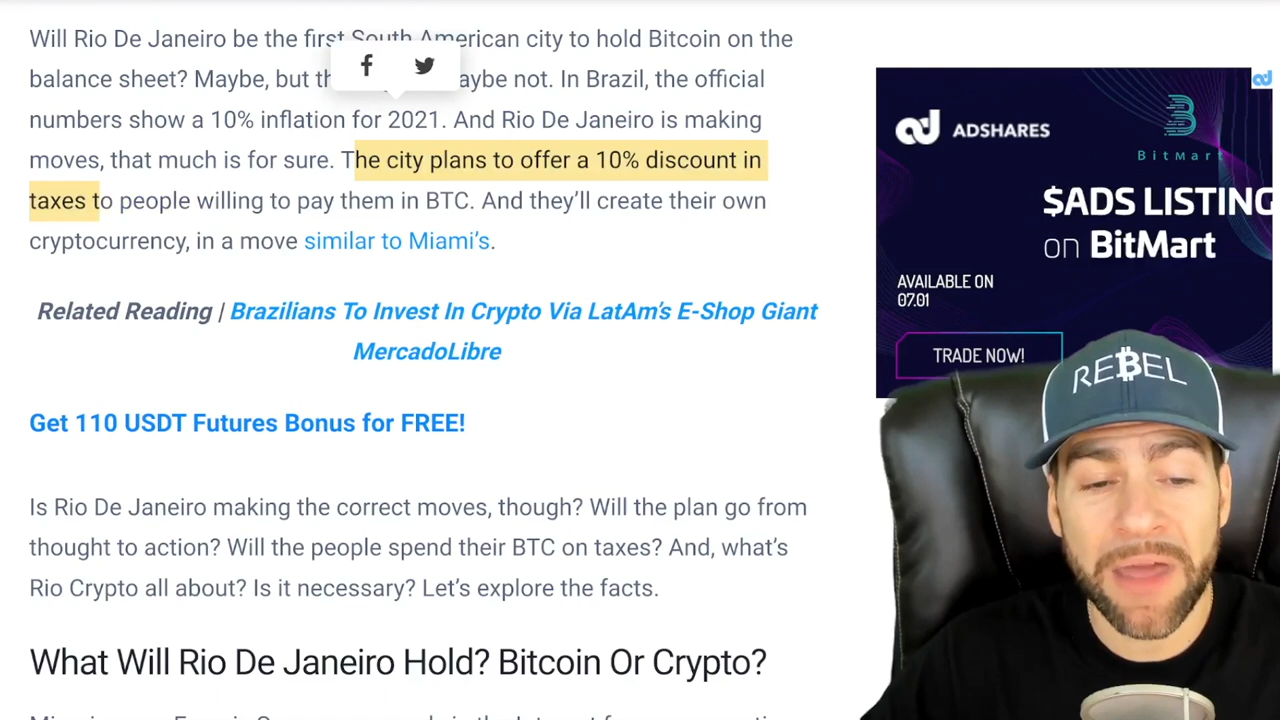 Will Rio De Janeiro be the first South American city to hold Bitcoin on the
balance sheet? Maybe, but th aybe not. In Brazil, the official
numbers show a 10% inflation for 2021. And Rio De Janeiro is making
moves, that much is for sure. The city plans to offer a 10% discount in
taxes to people willing to pay them in BTC. And they’ll create their own
cryptocurrency, in a move similar to Miami’s.
Related Reading | Brazilians To Invest In Crypto Via LatAm’s E-Shop Giant
MercadoLibre
Get 110 USDT Futures Bonus for FREE!
Is Rio De Janeiro making the correct moves, though? Will the plan go from
thought to action? Will the people spend their BTC on taxes? And, what’s
Rio Crypto all about? Is it necessary? Let’s explore the facts.
What Will Rio De Janeiro Hold? Bitcoin Or Crypto?
ADSHARES
BitMart
$ADS LISTING
on BitMart
AVAILABLE ON
07.01
TRADE NOW!
REBEL